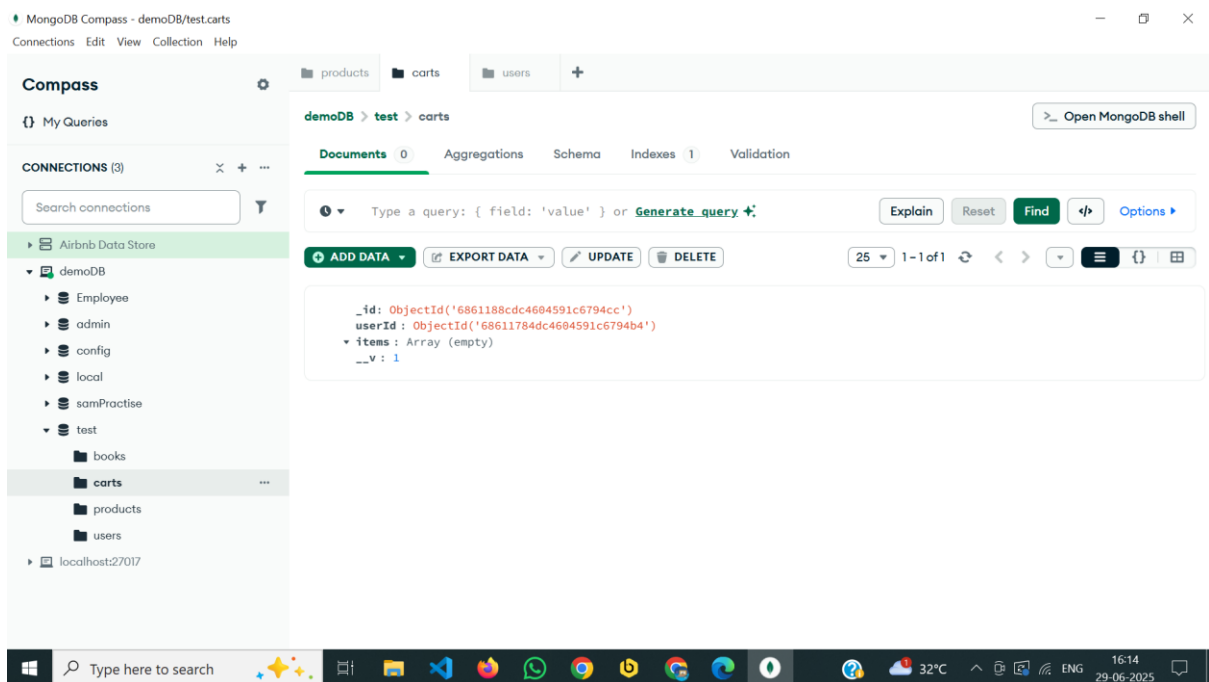 MongoDB Compass - demoDB/test.carts
Connections Edit View Collection Help
Compass
{} My Queries
CONNECTIONS (3)
Search connections
Airbnb Data Store
demoDB
Employee
admin
config
local
samPractise
test
books
carts
products
users
localhost:27017
products carts users
demoDB > test > carts
>_ Open MongoDB shell
Documents 0 Aggregations Schema Indexes 1 Validation
Type a query: { field: 'value' } or Generate query
Explain Reset Find </> Options
ADD DATA EXPORT DATA UPDATE DELETE
25 1 – 1 of 1 {}
_id: ObjectId('6861188cdc4604591c6794cc')
userId : ObjectId('68611784dc4604591c6794b4')
items : Array (empty)
__v : 1
Type here to search
32°C ENG 16:14
29-06-2025